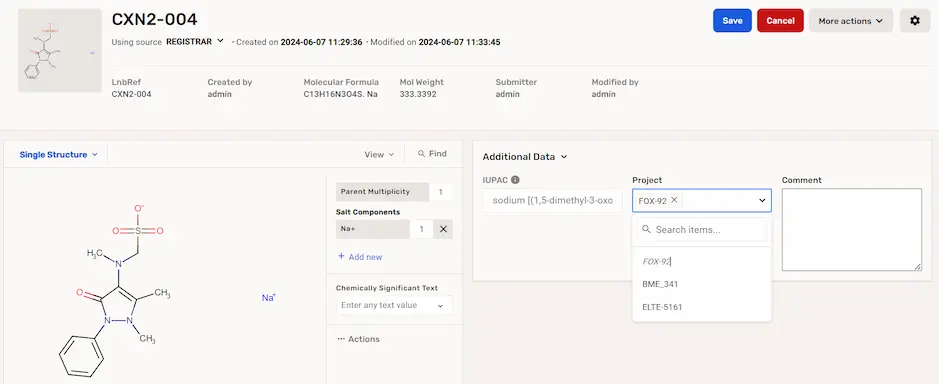 CXN2-004
Save
Cancel
More actions
Using source REGISTRAR · Created on 2024-06-07 11:29:36 · Modified on 2024-06-07 11:33:45
LnbRef
Created by
Molecular Formula
Mol Weight
Submitter
Modified by
CXN2-004
admin
C13H16N3O4S. Na
333.3392
admin
admin
Single Structure
View
Find
Parent Multiplicity 1
Salt Components
Na+ 1
+ Add new
Chemically Significant Text
Enter any text value
··· Actions
O-
O S O
H3C
N
O
CH3
N N
CH3
Na+
Additional Data
IUPAC
Project
Comment
sodium [(1,5-dimethyl-3-oxo
FOX-92
Search items...
FOX-92
BME_341
ELTE-5161